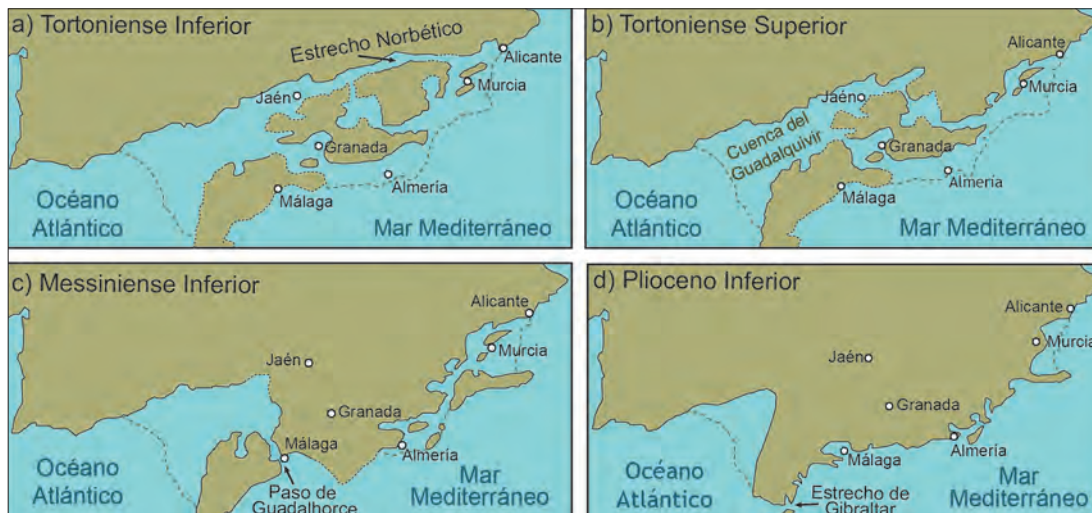 a) Tortoniense Inferior
Estrecho Norbético
Alicante
Murcia
Jaén
Granada
Almería
Málaga
Océano
Atlántico
Mar Mediterráneo
b) Tortoniense Superior
Alicante
Murcia
Jaén
Cuenca del
Guadalquivir
Granada
Almería
Málaga
Océano
Atlántico
Mar Mediterráneo
c) Messiniense Inferior
Alicante
Murcia
Jaén
Granada
Málaga
Almería
Océano
Atlántico
Mar
Mediterráneo
Paso de
Guadalhorce
d) Plioceno Inferior
Alicante
Murcia
Jaén
Granada
Málaga
Almería
Océano
Atlántico
Mar
Mediterráneo
Estrecho de
Gibraltar